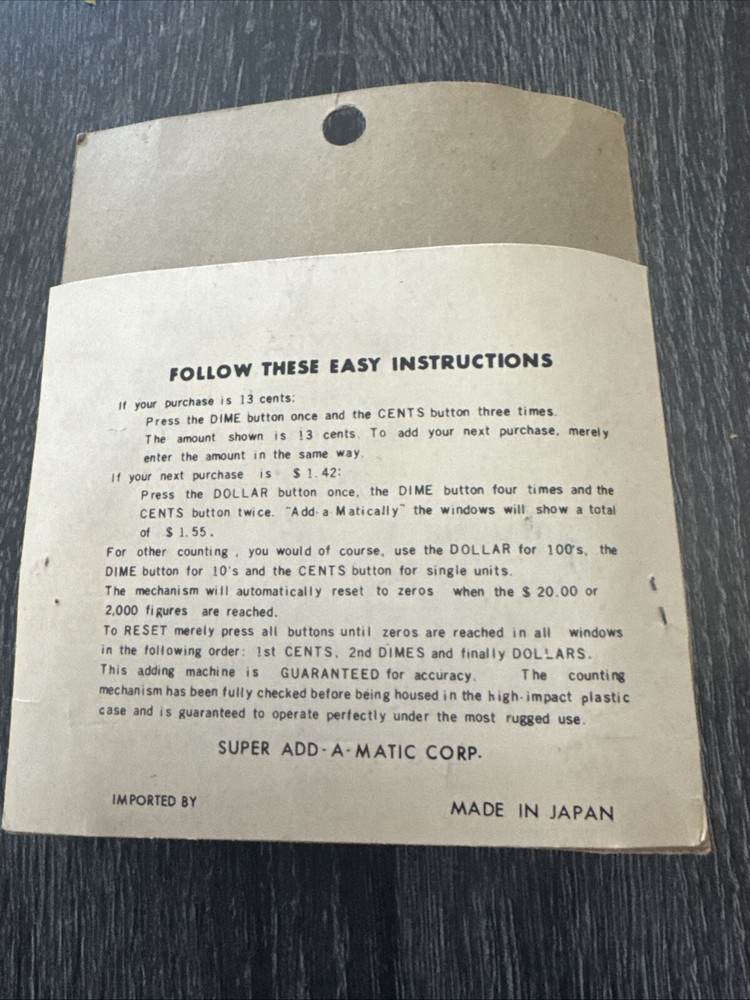 FOLLOW THESE EASY INSTRUCTIONS
If your purchase is 13 cents:
Press the DIME button once and the CENTS button three times.
The amount shown is 13 cents. To add your next purchase, merely
enter the amount in the same way.
If your next purchase is $ 1.42:
Press the DOLLAR button once, the DIME button four times and the
CENTS button twice. "Add-a-Matically" the windows will show a total
of $ 1.55.
For other counting, you would of course, use the DOLLAR for 100's, the
DIME button for 10's and the CENTS button for single units.
The mechanism will automatically reset to zeros when the $ 20.00 or
2,000 figures are reached.
To RESET merely press all buttons until zeros are reached in all windows
in the following order: 1st CENTS, 2nd DIMES and finally DOLLARS.
This adding machine is GUARANTEED for accuracy. The counting
mechanism has been fully checked before being housed in the high-impact plastic
case and is guaranteed to operate perfectly under the most rugged use.
SUPER ADD-A-MATIC CORP.
IMPORTED BY
MADE IN JAPAN